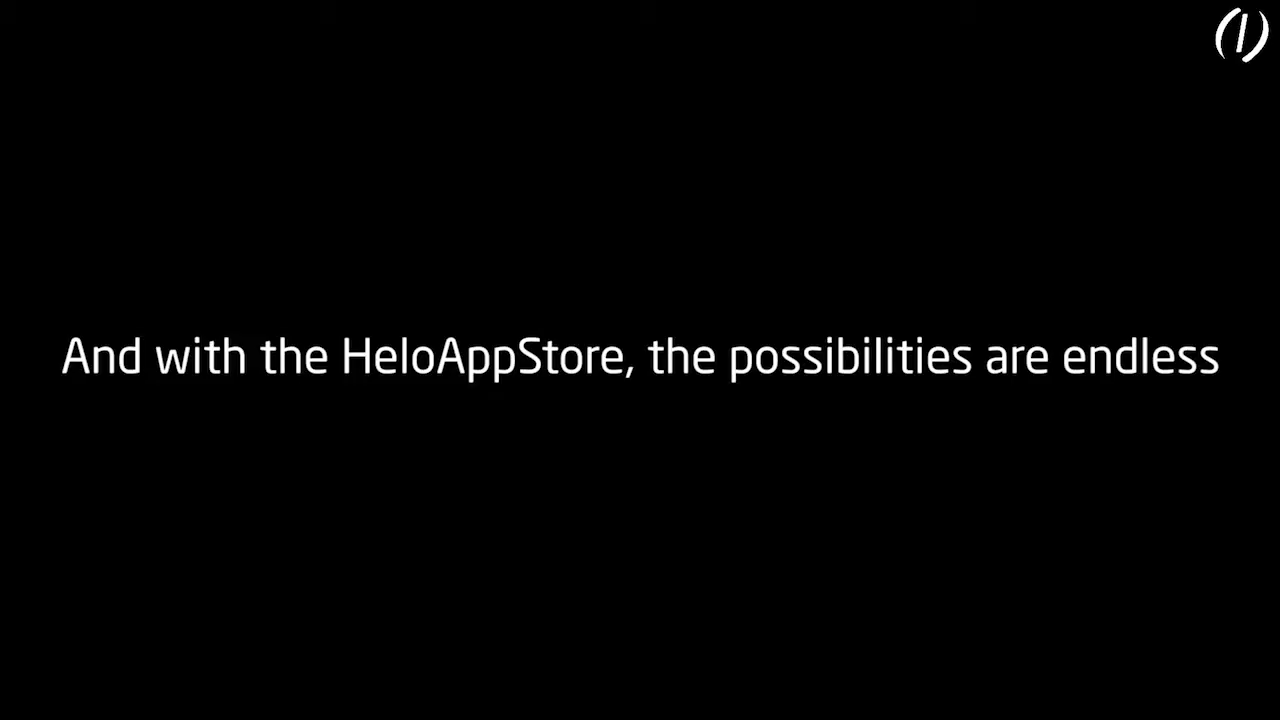 And with the HeloAppStore, the possibilities are endless